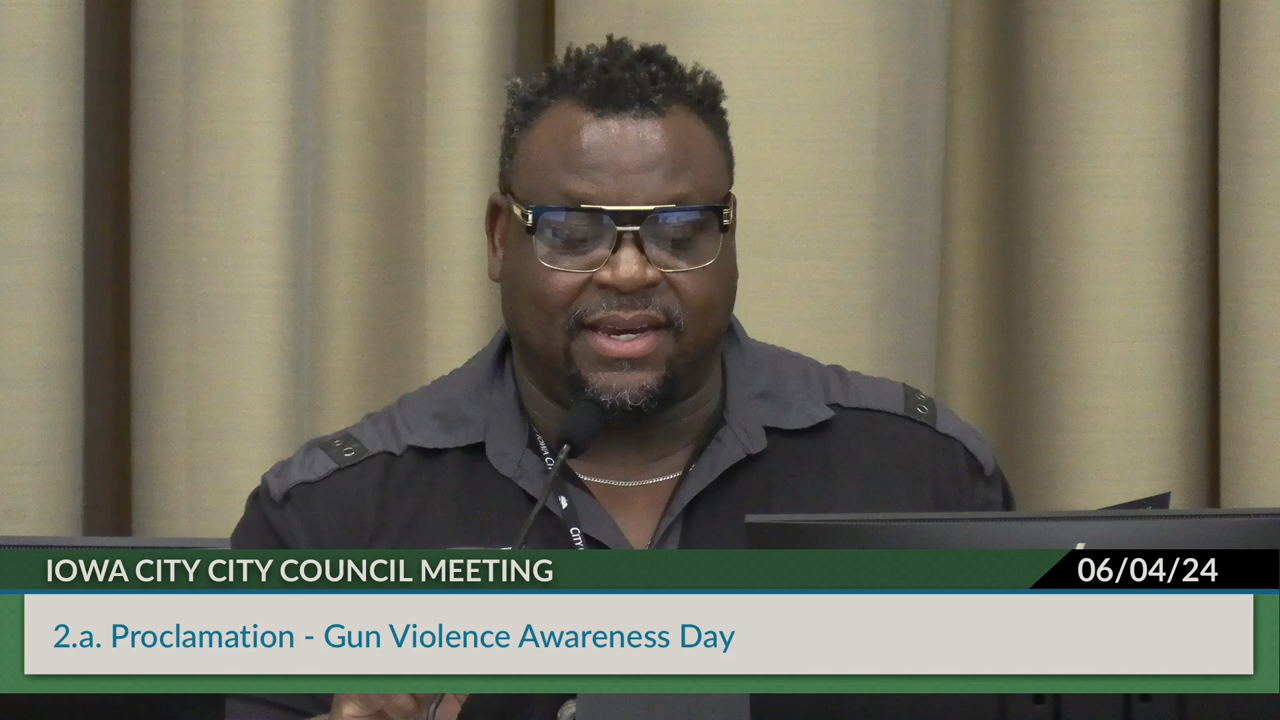 IOWA CITY CITY COUNCIL MEETING
06/04/24
2.a. Proclamation - Gun Violence Awareness Day